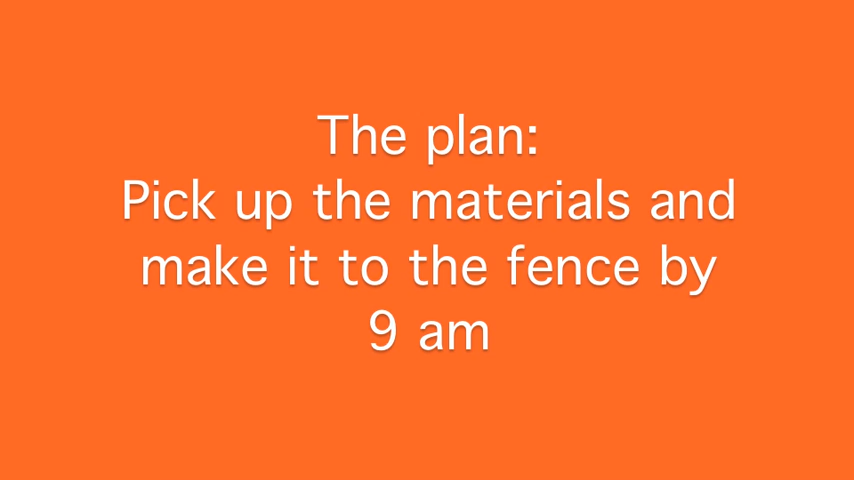 The plan:
Pick up the materials and
make it to the fence by
9 am